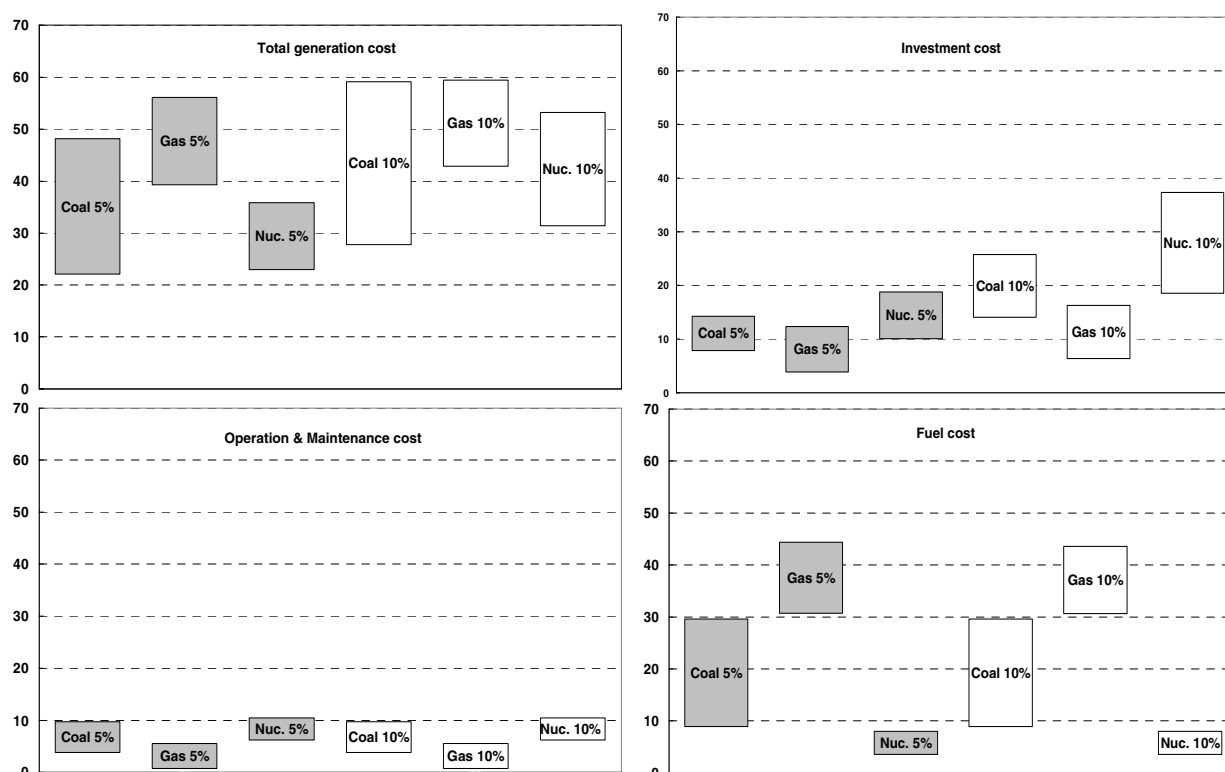 Total generation cost
70
60
50
40
30
20
10
0
Coal 5%
Gas 5%
Nuc. 5%
Coal 10%
Gas 10%
Nuc. 10%
Investment cost
70
60
50
40
30
20
10
0
Coal 5%
Gas 5%
Nuc. 5%
Coal 10%
Gas 10%
Nuc. 10%
Operation & Maintenance cost
70
60
50
40
30
20
10
0
Coal 5%
Gas 5%
Nuc. 5%
Coal 10%
Gas 10%
Nuc. 10%
Fuel cost
70
60
50
40
30
20
10
0
Coal 5%
Gas 5%
Nuc. 5%
Coal 10%
Gas 10%
Nuc. 10%